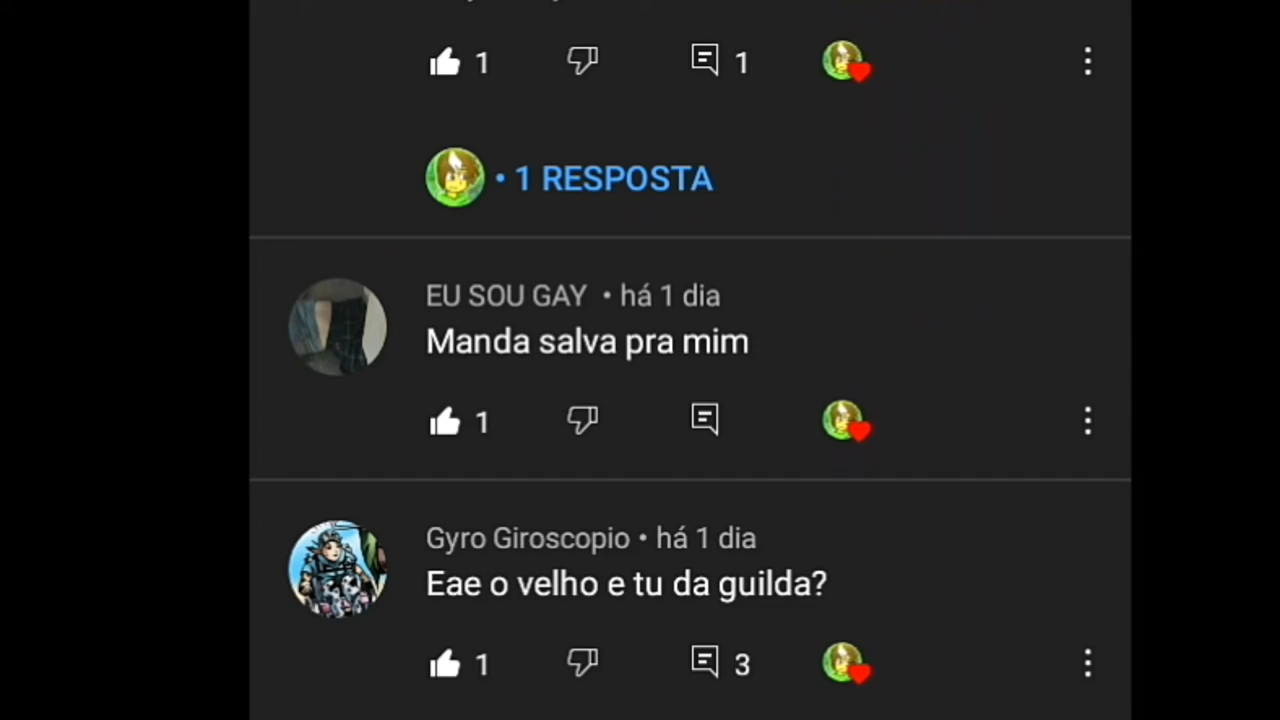 1 1
• 1 RESPOSTA
EU SOU GAY • há 1 dia
Manda salva pra mim
1
Gyro Giroscopio • há 1 dia
Eae o velho e tu da guilda?
1 3